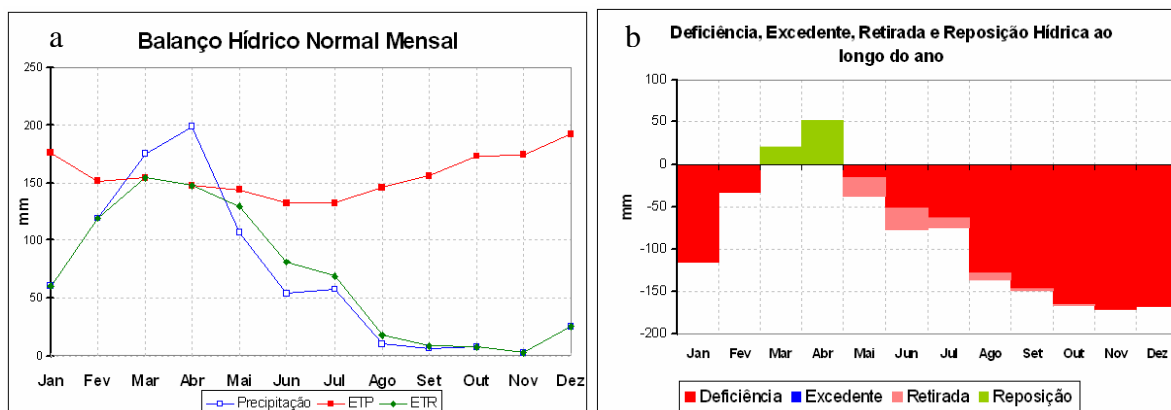 a
Balanço Hídrico Normal Mensal
250
200
150
100
50
0
mm
Jan Fev Mar Abr Mai Jun Jul Ago Set Out Nov Dez
Precipitação ETP ETR
b
Deficiência, Excedente, Retirada e Reposição Hídrica ao
longo do ano
100
50
0
-50
-100
-150
-200
mm
Jan Fev Mar Abr Mai Jun Jul Ago Set Out Nov Dez
Deficiência Excedente Retirada Reposição